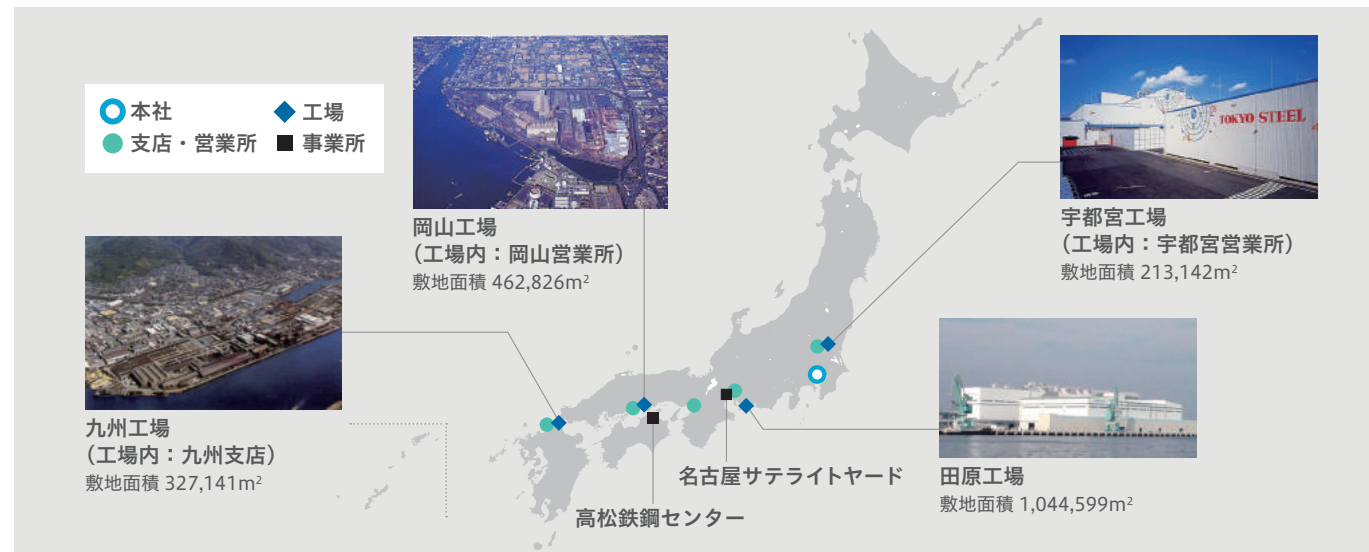 本社
工場
支店・営業所
事業所
岡山工場
(工場内:岡山営業所)
敷地面積 462,826m²
TOKYO STEEL
宇都宮工場
(工場内:宇都宮営業所)
敷地面積 213,142m²
九州工場
(工場内:九州支店)
敷地面積 327,141m²
田原工場
敷地面積 1,044,599m²
名古屋サテライトヤード
高松鉄鋼センター